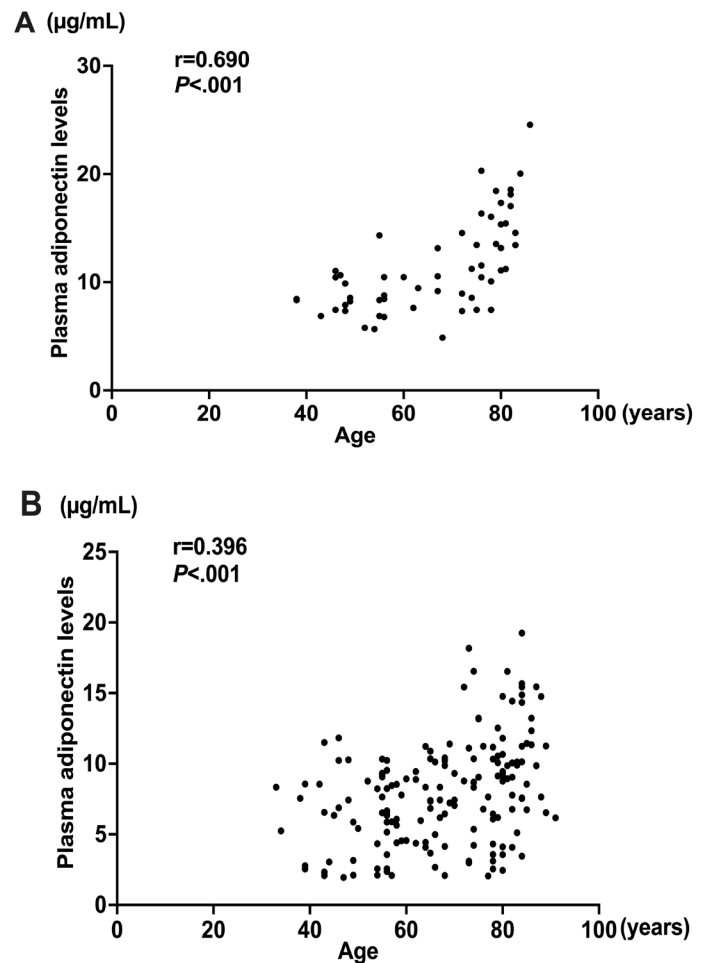 A (µg/mL)
r=0.690
P<.001
30
20
10
0
Plasma adiponectin levels
0 20 40 60 80 100 (years)
Age
B (µg/mL)
r=0.396
P<.001
25
20
15
10
5
0
Plasma adiponectin levels
0 20 40 60 80 100 (years)
Age